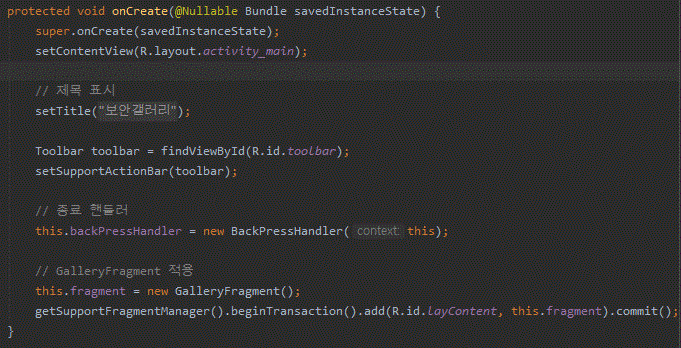 protected void onCreate(@Nullable Bundle savedInstanceState) {
    super.onCreate(savedInstanceState);
    setContentView(R.layout.activity_main);

    // 제목 표시
    setTitle("보안갤러리");

    Toolbar toolbar = findViewById(R.id.toolbar);
    setSupportActionBar(toolbar);

    // 종료 핸들러
    this.backPressHandler = new BackPressHandler( context: this);

    // GalleryFragment 적용
    this.fragment = new GalleryFragment();
    getSupportFragmentManager().beginTransaction().add(R.id.layContent, this.fragment).commit();
}